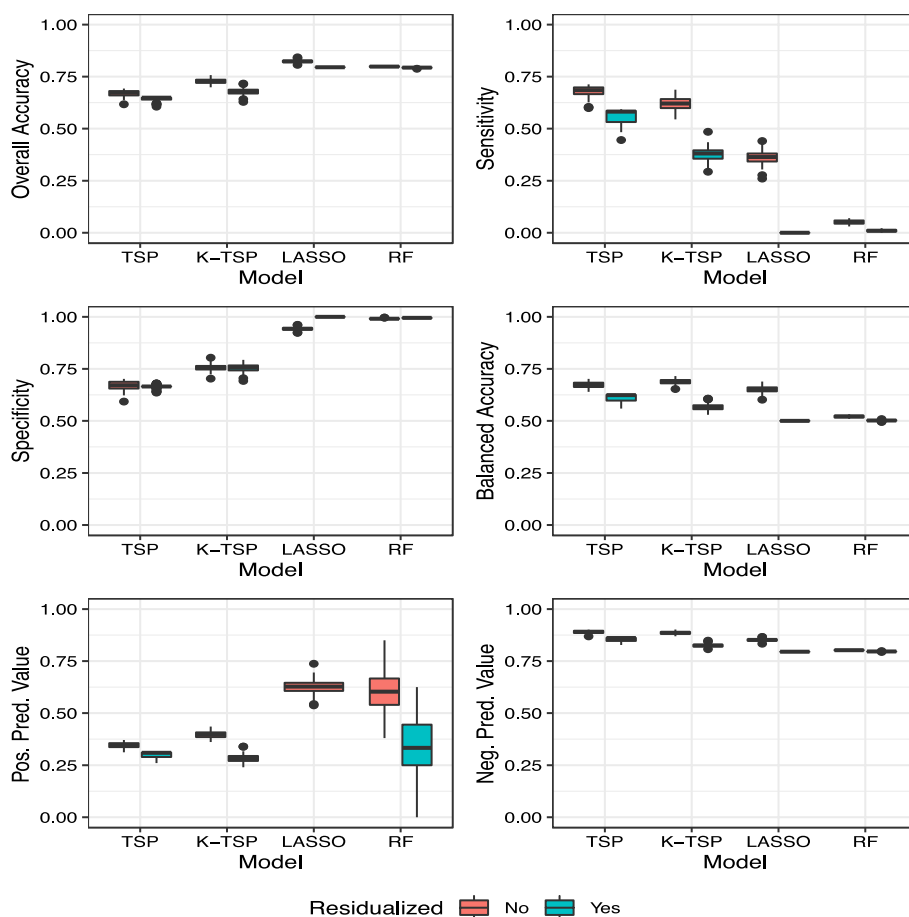 Overall Accuracy
1.00
0.75
0.50
0.25
0.00
TSP K−TSP LASSO RF
Model
Sensitivity
1.00
0.75
0.50
0.25
0.00
TSP K−TSP LASSO RF
Model
Specificity
1.00
0.75
0.50
0.25
0.00
TSP K−TSP LASSO RF
Model
Balanced Accuracy
1.00
0.75
0.50
0.25
0.00
TSP K−TSP LASSO RF
Model
Pos. Pred. Value
1.00
0.75
0.50
0.25
0.00
TSP K−TSP LASSO RF
Model
Neg. Pred. Value
1.00
0.75
0.50
0.25
0.00
TSP K−TSP LASSO RF
Model
Residualized No Yes